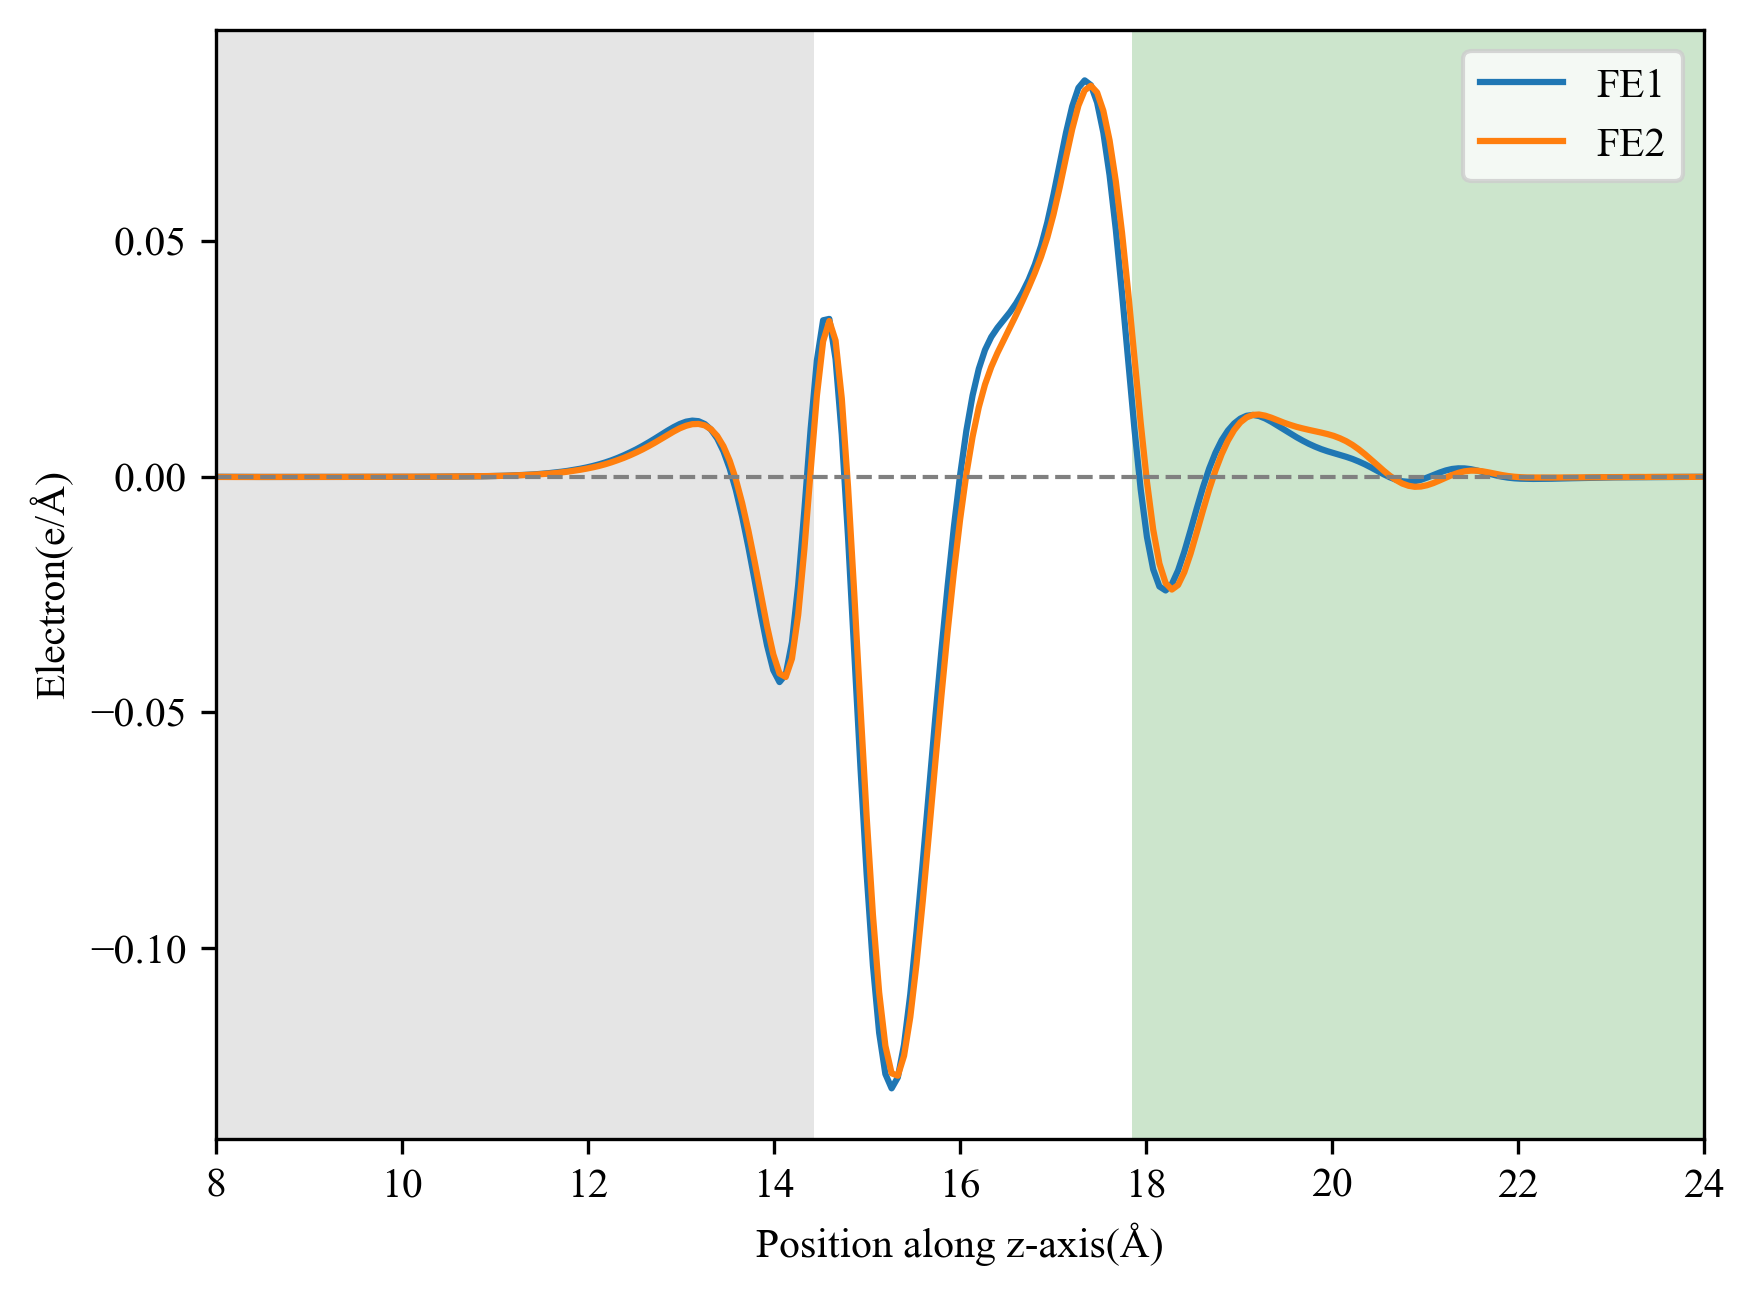 FE1
FE2
0.05
0.00
−0.05
−0.10
Electron(e/Å)
8 10 12 14 16 18 20 22 24
Position along z-axis(Å)